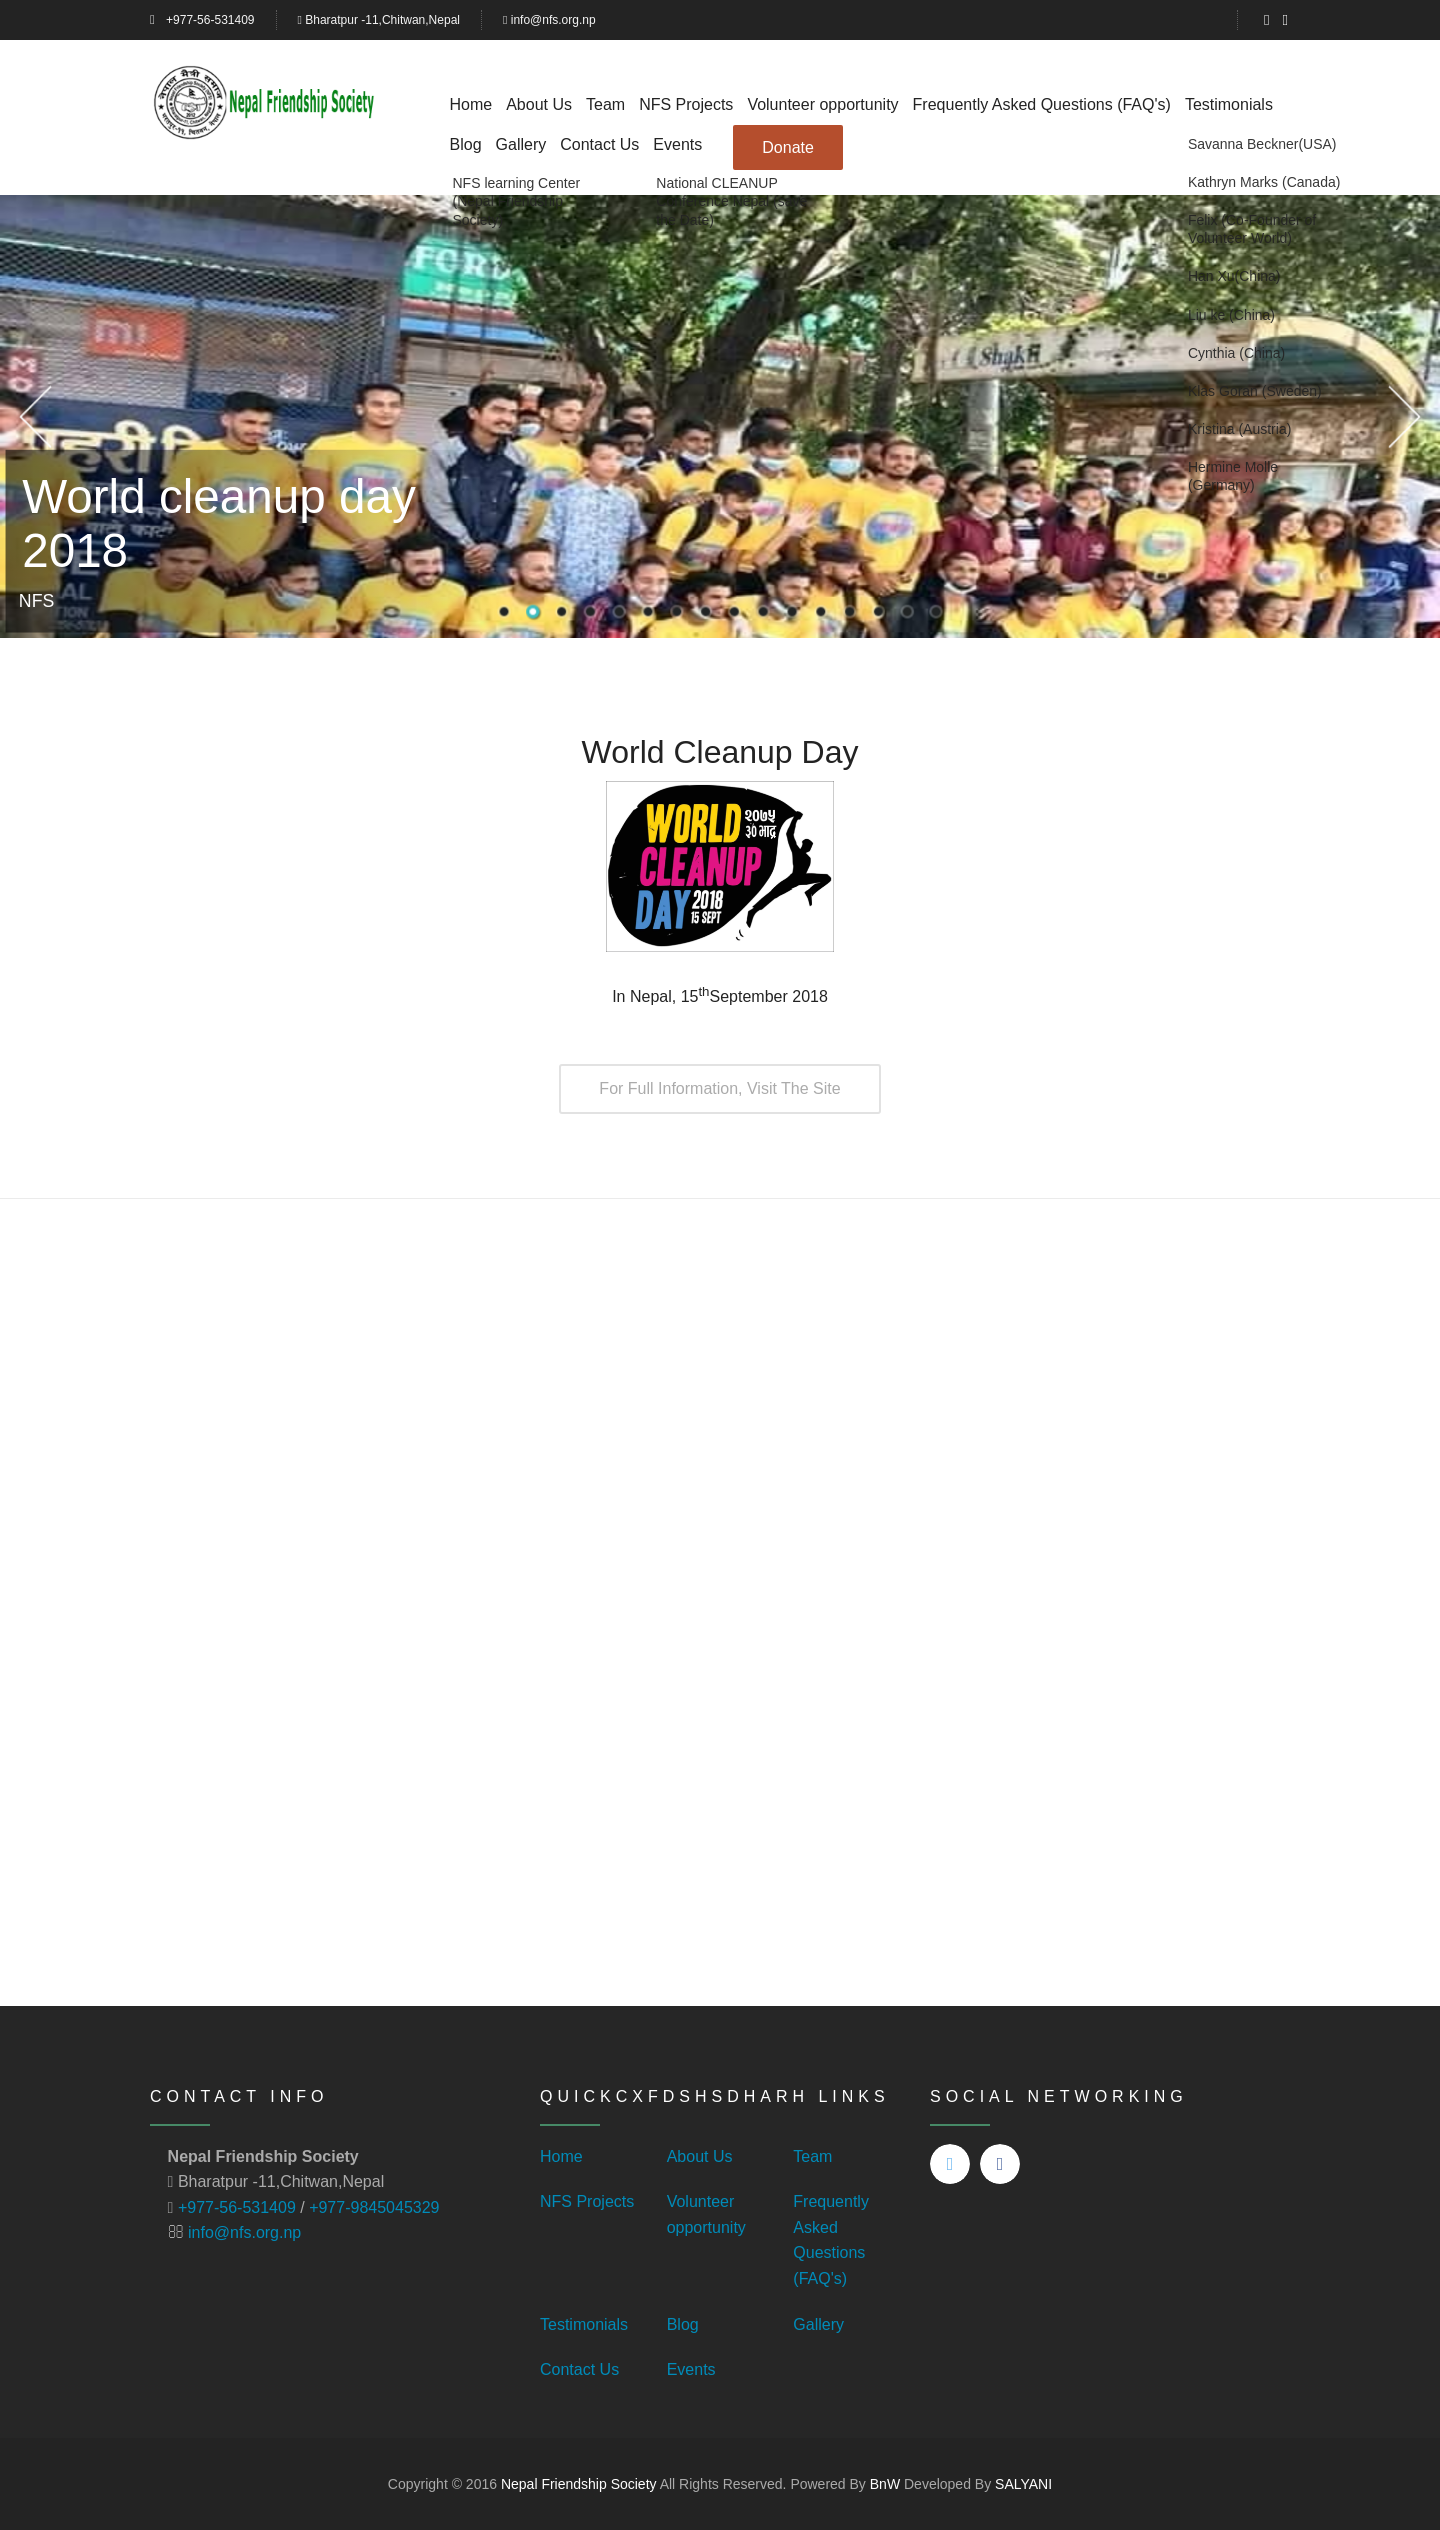 +977-56-531409 Bharatpur -11,Chitwan,Nepal info@nfs.org.np
Nepal Friendship Society
Home About Us Team NFS Projects Volunteer opportunity Frequently Asked Questions (FAQ's) Testimonials
Blog Gallery Contact Us Events Donate
Savanna Beckner(USA)
Kathryn Marks (Canada)
Felix (Co-Founder of
Volunteer World)
Han Xu(China)
Liu ke (China)
Cynthia (China)
Klas Goran (Sweden)
Kristina (Austria)
Hermine Molle
(Germany)
NFS learning Center
(Nepal Friendship
Society)
National CLEANUP
Conference Nepal
Date)
World cleanup day
2018
NFS
World Cleanup Day
WORLD २०७५
CLEANUP ३० भाद्र
DAY 2018
15 SEPT
In Nepal, 15thSeptember 2018
For Full Information, Visit The Site
CONTACT INFO
Nepal Friendship Society
Bharatpur -11,Chitwan,Nepal
+977-56-531409 / +977-9845045329
info@nfs.org.np
QUICKCXFDSHSDHARH LINKS
Home About Us Team
NFS Projects Volunteer opportunity Frequently Asked Questions (FAQ's)
Testimonials Blog Gallery
Contact Us Events
SOCIAL NETWORKING
Copyright © 2016 Nepal Friendship Society All Rights Reserved. Powered By BnW Developed By SALYANI